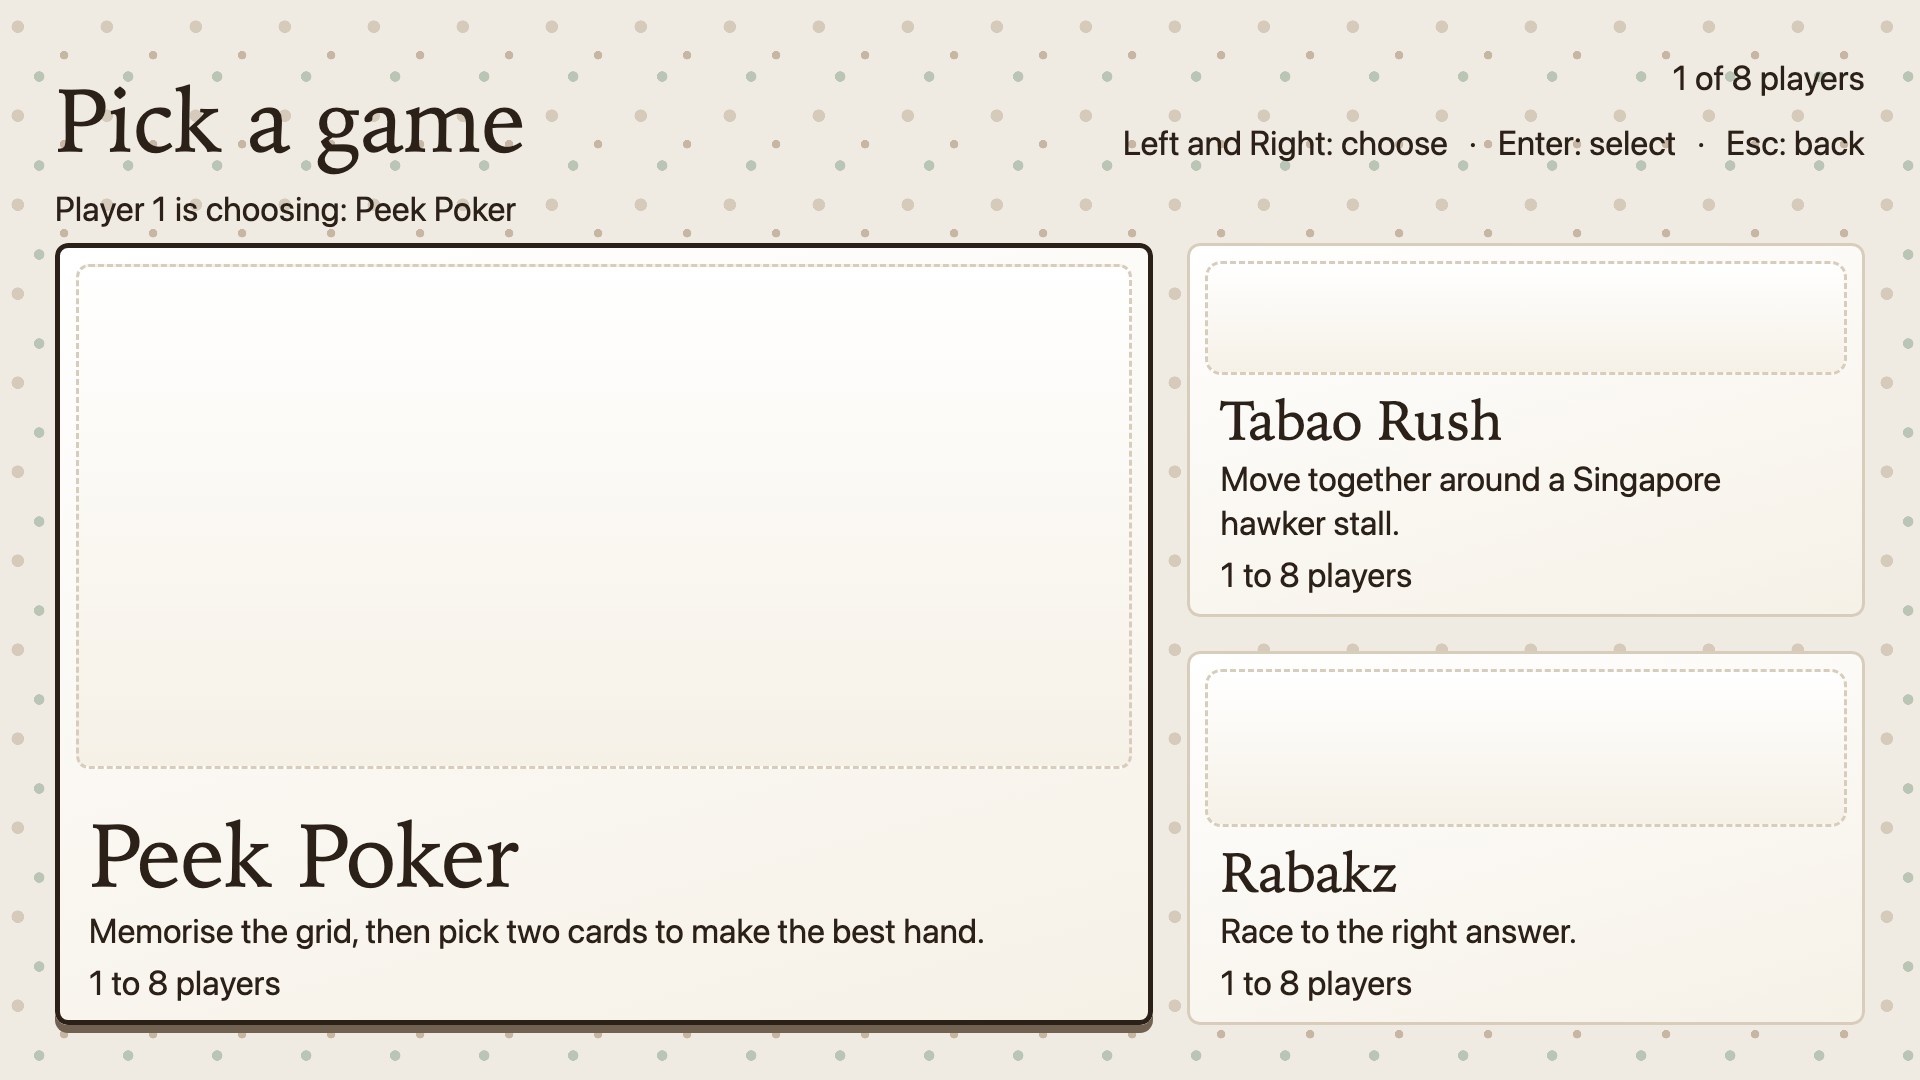 Pick a game
1 of 8 players
Left and Right: choose · Enter: select · Esc: back
Player 1 is choosing: Peek Poker
Peek Poker
Memorise the grid, then pick two cards to make the best hand.
1 to 8 players
Tabao Rush
Move together around a Singapore
hawker stall.
1 to 8 players
Rabakz
Race to the right answer.
1 to 8 players